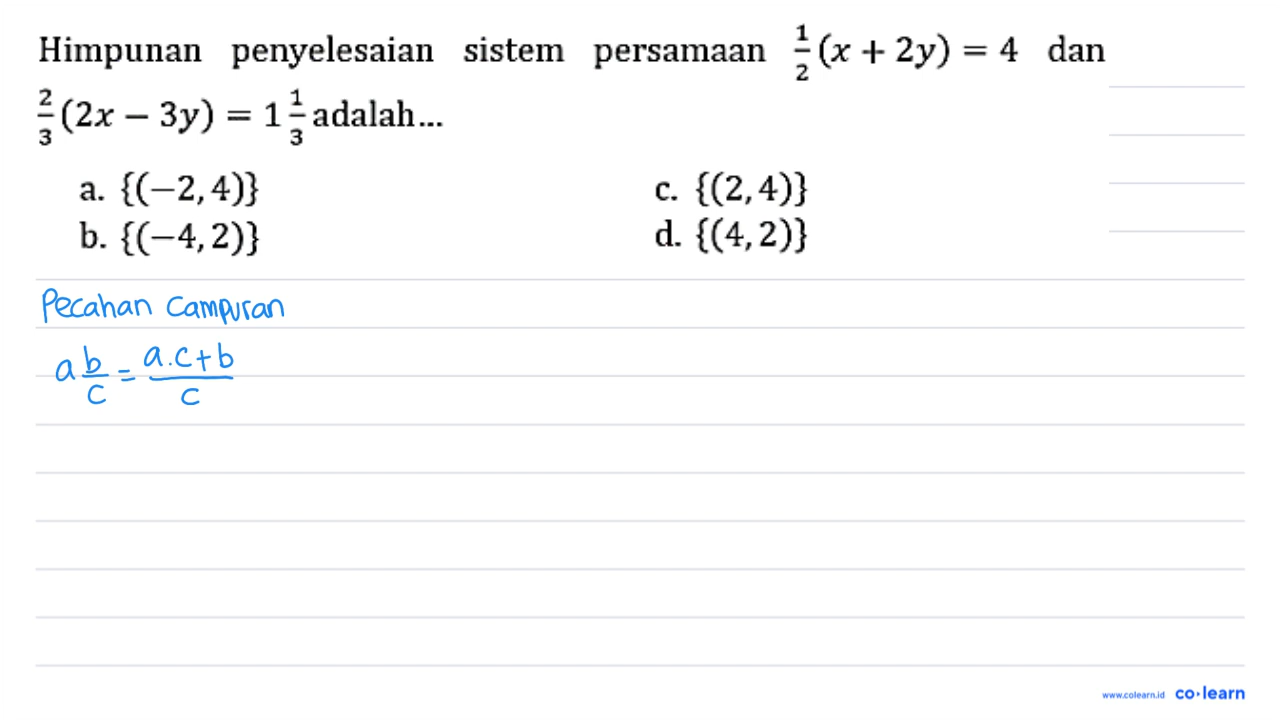 Himpunan penyelesaian sistem persamaan 1/2 (x + 2y) = 4 dan
2/3 (2x − 3y) = 1 1/3 adalah...
a. {(−2, 4)} c. {(2, 4)}
b. {(−4, 2)} d. {(4, 2)}
Pecahan Campuran
a b/c = a.c+b/c
www.colearn.id co·learn